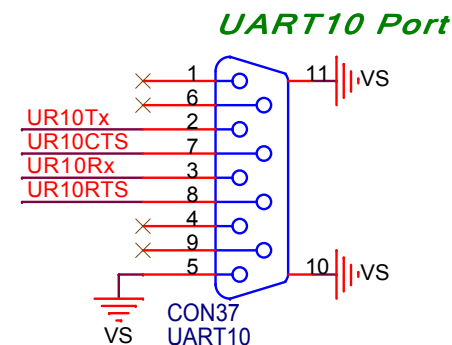 UART10 Port
1
11
VS
6
UR10Tx
2
UR10CTS
7
UR10Rx
3
UR10RTS
8
4
9
5
10
VS
CON37
VS
UART10